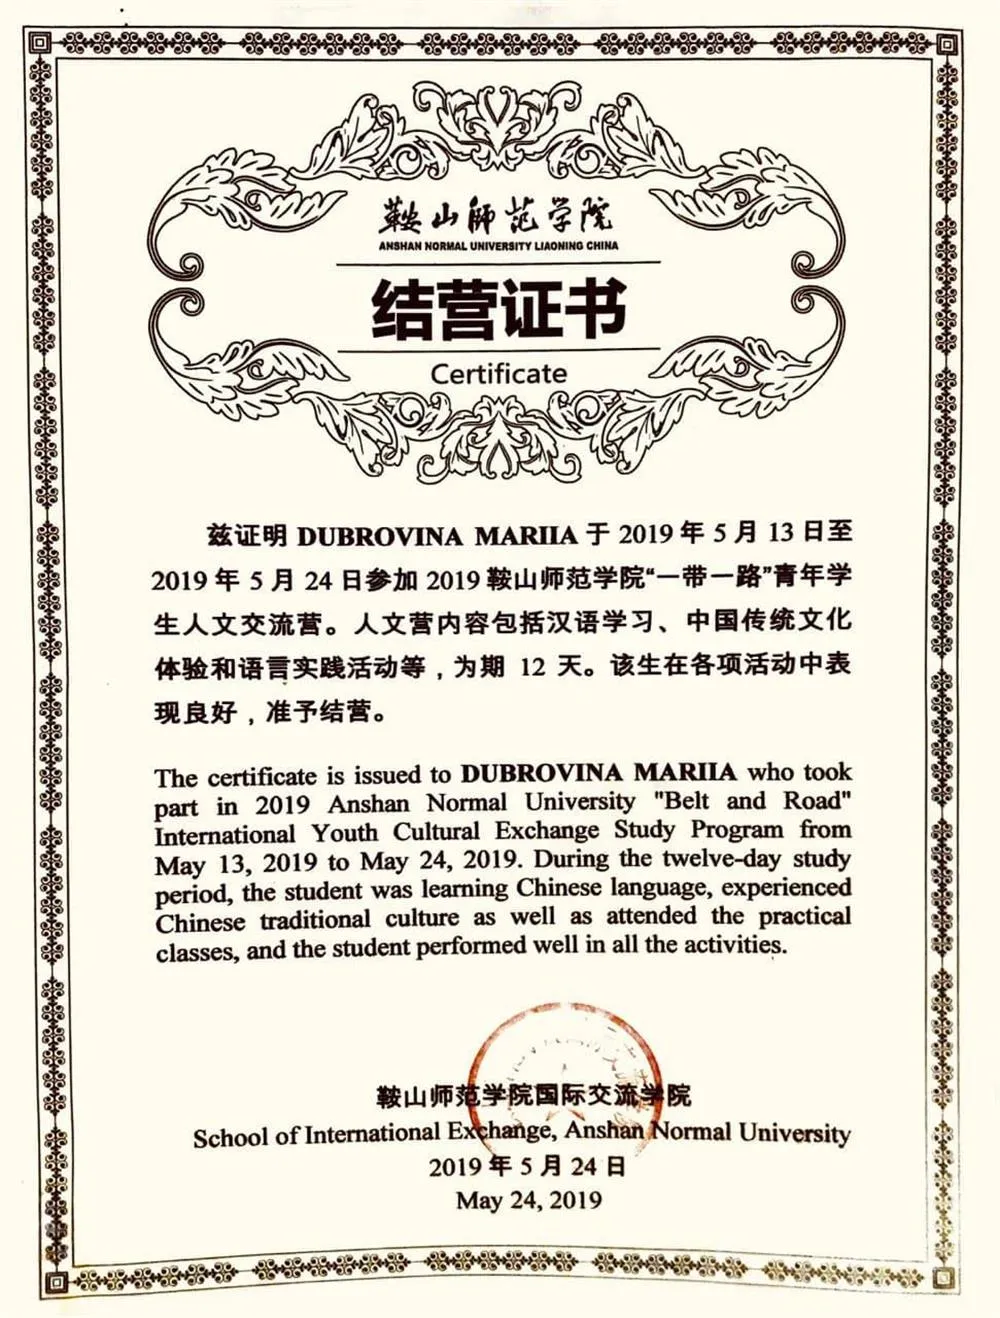 鞍山师范学院
ANSHAN NORMAL UNIVERSITY LIAONING CHINA
结营证书
Certificate
兹证明 DUBROVINA MARIIA 于 2019 年 5 月 13 日至
2019 年 5 月 24 日参加 2019 鞍山师范学院“一带一路”青年学
生人文交流营。人文营内容包括汉语学习、中国传统文化
体验和语言实践活动等，为期 12 天。该生在各项活动中表
现良好，准予结营。
The certificate is issued to DUBROVINA MARIIA who took
part in 2019 Anshan Normal University "Belt and Road"
International Youth Cultural Exchange Study Program from
May 13, 2019 to May 24, 2019. During the twelve-day study
period, the student was learning Chinese language, experienced
Chinese traditional culture as well as attended the practical
classes, and the student performed well in all the activities.
鞍山师范学院国际交流学院
School of International Exchange, Anshan Normal University
2019 年 5 月 24 日
May 24, 2019